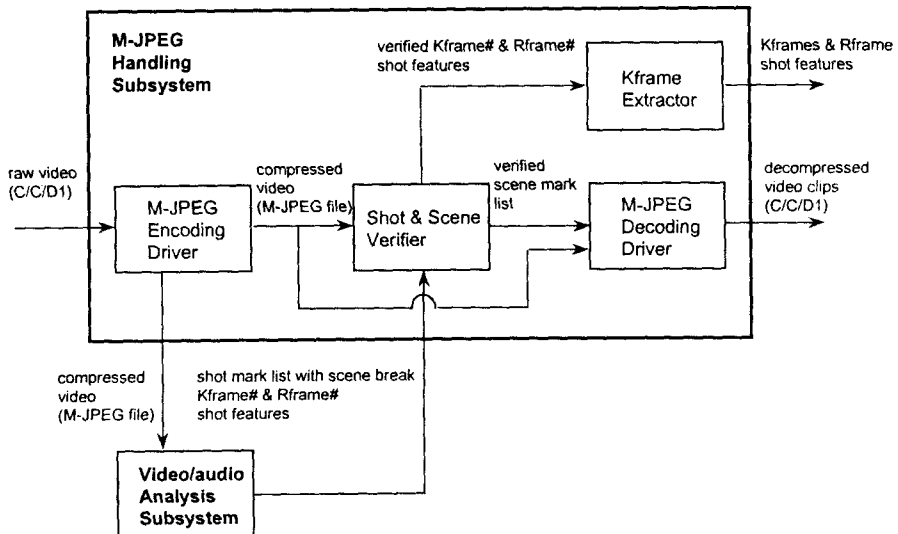 M-JPEG
Handling
Subsystem
verified Kframe# & Rframe#
shot features
Kframe
Extractor
Kframes & Rframe
shot features
raw video
(C/C/D1)
M-JPEG
Encoding
Driver
compressed
video
(M-JPEG file)
Shot & Scene
Verifier
verified
scene mark
list
M-JPEG
Decoding
Driver
decompressed
video clips
(C/C/D1)
compressed
video
(M-JPEG file)
shot mark list with scene break
Kframe# & Rframe#
shot features
Video/audio
Analysis
Subsystem